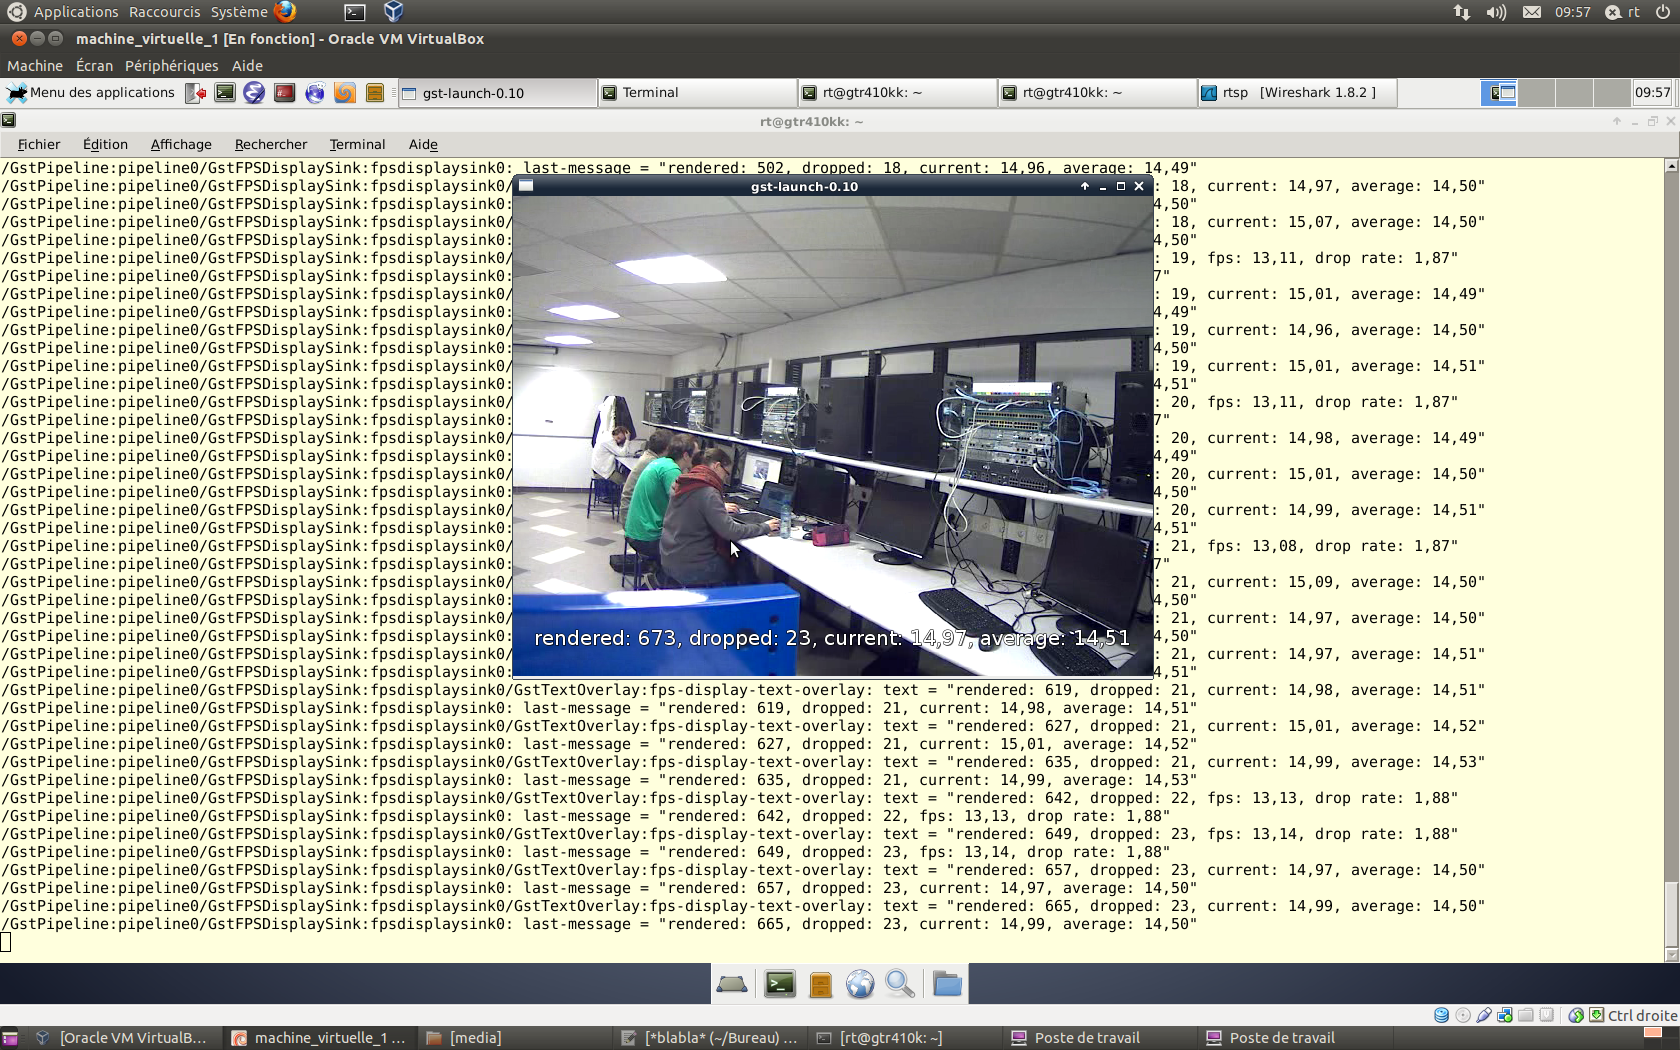 Applications Raccourcis Système 09:57 rt
machine_virtuelle_1 [En fonction] - Oracle VM VirtualBox
Machine Écran Périphériques Aide
Menu des applications gst-launch-0.10 Terminal rt@gtr410kk: ~ rt@gtr410kk: ~ rtsp [Wireshark 1.8.2 ] 09:57
rt@gtr410kk: ~
Fichier Édition Affichage Rechercher Terminal Aide
/GstPipeline:pipeline0/GstFPSDisplaySink:fpsdisplaysink0: last-message = "rendered: 502, dropped: 18, current: 14,96, average: 14,49"
gst-launch-0.10
/GstPipeline:pipeline0/GstFPSDisplaySink:fpsdisplaysink0/ : 18, current: 14,97, average: 14,50"
/GstPipeline:pipeline0/GstFPSDisplaySink:fpsdisplaysink0: 4,50"
/GstPipeline:pipeline0/GstFPSDisplaySink:fpsdisplaysink0/ : 18, current: 15,07, average: 14,50"
/GstPipeline:pipeline0/GstFPSDisplaySink:fpsdisplaysink0: 4,50"
/GstPipeline:pipeline0/GstFPSDisplaySink:fpsdisplaysink0/ : 19, fps: 13,11, drop rate: 1,87"
/GstPipeline:pipeline0/GstFPSDisplaySink:fpsdisplaysink0: 7"
/GstPipeline:pipeline0/GstFPSDisplaySink:fpsdisplaysink0/ : 19, current: 15,01, average: 14,49"
/GstPipeline:pipeline0/GstFPSDisplaySink:fpsdisplaysink0: 4,49"
/GstPipeline:pipeline0/GstFPSDisplaySink:fpsdisplaysink0/ : 19, current: 14,96, average: 14,50"
/GstPipeline:pipeline0/GstFPSDisplaySink:fpsdisplaysink0: 4,50"
/GstPipeline:pipeline0/GstFPSDisplaySink:fpsdisplaysink0/ : 19, current: 15,01, average: 14,51"
/GstPipeline:pipeline0/GstFPSDisplaySink:fpsdisplaysink0: 4,51"
/GstPipeline:pipeline0/GstFPSDisplaySink:fpsdisplaysink0/ : 20, fps: 13,11, drop rate: 1,87"
/GstPipeline:pipeline0/GstFPSDisplaySink:fpsdisplaysink0: 7"
/GstPipeline:pipeline0/GstFPSDisplaySink:fpsdisplaysink0/ : 20, current: 14,98, average: 14,49"
/GstPipeline:pipeline0/GstFPSDisplaySink:fpsdisplaysink0: 4,49"
/GstPipeline:pipeline0/GstFPSDisplaySink:fpsdisplaysink0/ : 20, current: 15,01, average: 14,50"
/GstPipeline:pipeline0/GstFPSDisplaySink:fpsdisplaysink0: 4,50"
/GstPipeline:pipeline0/GstFPSDisplaySink:fpsdisplaysink0/ : 20, current: 14,99, average: 14,51"
/GstPipeline:pipeline0/GstFPSDisplaySink:fpsdisplaysink0: 4,51"
/GstPipeline:pipeline0/GstFPSDisplaySink:fpsdisplaysink0/ : 21, fps: 13,08, drop rate: 1,87"
/GstPipeline:pipeline0/GstFPSDisplaySink:fpsdisplaysink0: 7"
/GstPipeline:pipeline0/GstFPSDisplaySink:fpsdisplaysink0/ : 21, current: 15,09, average: 14,50"
/GstPipeline:pipeline0/GstFPSDisplaySink:fpsdisplaysink0: 4,50"
/GstPipeline:pipeline0/GstFPSDisplaySink:fpsdisplaysink0/ : 21, current: 14,97, average: 14,50"
/GstPipeline:pipeline0/GstFPSDisplaySink:fpsdisplaysink0: 4,50"
rendered: 673, dropped: 23, current: 14,97, average: 14,51
/GstPipeline:pipeline0/GstFPSDisplaySink:fpsdisplaysink0/ : 21, current: 14,97, average: 14,51"
/GstPipeline:pipeline0/GstFPSDisplaySink:fpsdisplaysink0: 4,51"
/GstPipeline:pipeline0/GstFPSDisplaySink:fpsdisplaysink0/GstTextOverlay:fps-display-text-overlay: text = "rendered: 619, dropped: 21, current: 14,98, average: 14,51"
/GstPipeline:pipeline0/GstFPSDisplaySink:fpsdisplaysink0: last-message = "rendered: 619, dropped: 21, current: 14,98, average: 14,51"
/GstPipeline:pipeline0/GstFPSDisplaySink:fpsdisplaysink0/GstTextOverlay:fps-display-text-overlay: text = "rendered: 627, dropped: 21, current: 15,01, average: 14,52"
/GstPipeline:pipeline0/GstFPSDisplaySink:fpsdisplaysink0: last-message = "rendered: 627, dropped: 21, current: 15,01, average: 14,52"
/GstPipeline:pipeline0/GstFPSDisplaySink:fpsdisplaysink0/GstTextOverlay:fps-display-text-overlay: text = "rendered: 635, dropped: 21, current: 14,99, average: 14,53"
/GstPipeline:pipeline0/GstFPSDisplaySink:fpsdisplaysink0: last-message = "rendered: 635, dropped: 21, current: 14,99, average: 14,53"
/GstPipeline:pipeline0/GstFPSDisplaySink:fpsdisplaysink0/GstTextOverlay:fps-display-text-overlay: text = "rendered: 642, dropped: 22, fps: 13,13, drop rate: 1,88"
/GstPipeline:pipeline0/GstFPSDisplaySink:fpsdisplaysink0: last-message = "rendered: 642, dropped: 22, fps: 13,13, drop rate: 1,88"
/GstPipeline:pipeline0/GstFPSDisplaySink:fpsdisplaysink0/GstTextOverlay:fps-display-text-overlay: text = "rendered: 649, dropped: 23, fps: 13,14, drop rate: 1,88"
/GstPipeline:pipeline0/GstFPSDisplaySink:fpsdisplaysink0: last-message = "rendered: 649, dropped: 23, fps: 13,14, drop rate: 1,88"
/GstPipeline:pipeline0/GstFPSDisplaySink:fpsdisplaysink0/GstTextOverlay:fps-display-text-overlay: text = "rendered: 657, dropped: 23, current: 14,97, average: 14,50"
/GstPipeline:pipeline0/GstFPSDisplaySink:fpsdisplaysink0: last-message = "rendered: 657, dropped: 23, current: 14,97, average: 14,50"
/GstPipeline:pipeline0/GstFPSDisplaySink:fpsdisplaysink0/GstTextOverlay:fps-display-text-overlay: text = "rendered: 665, dropped: 23, current: 14,99, average: 14,50"
/GstPipeline:pipeline0/GstFPSDisplaySink:fpsdisplaysink0: last-message = "rendered: 665, dropped: 23, current: 14,99, average: 14,50"
Ctrl droite
[Oracle VM VirtualB... machine_virtuelle_1 ... [media] [*blabla* (~/Bureau) ... [rt@gtr410k: ~] Poste de travail Poste de travail